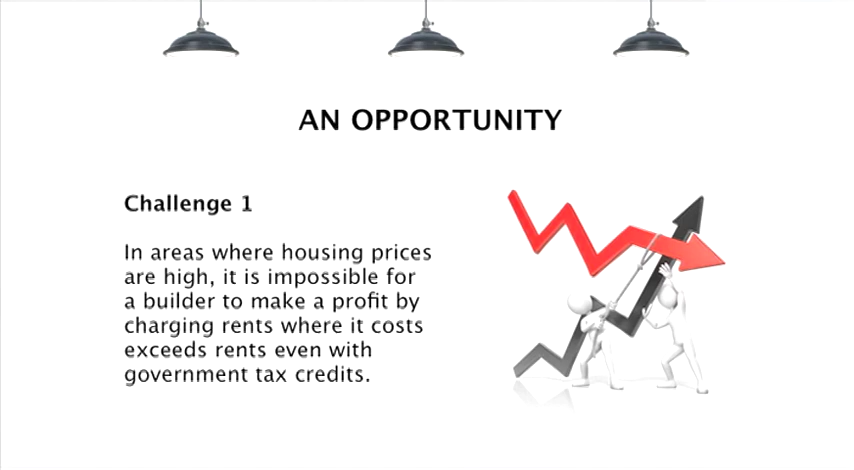 AN OPPORTUNITY
Challenge 1
In areas where housing prices
are high, it is impossible for
a builder to make a profit by
charging rents where it costs
exceeds rents even with
government tax credits.